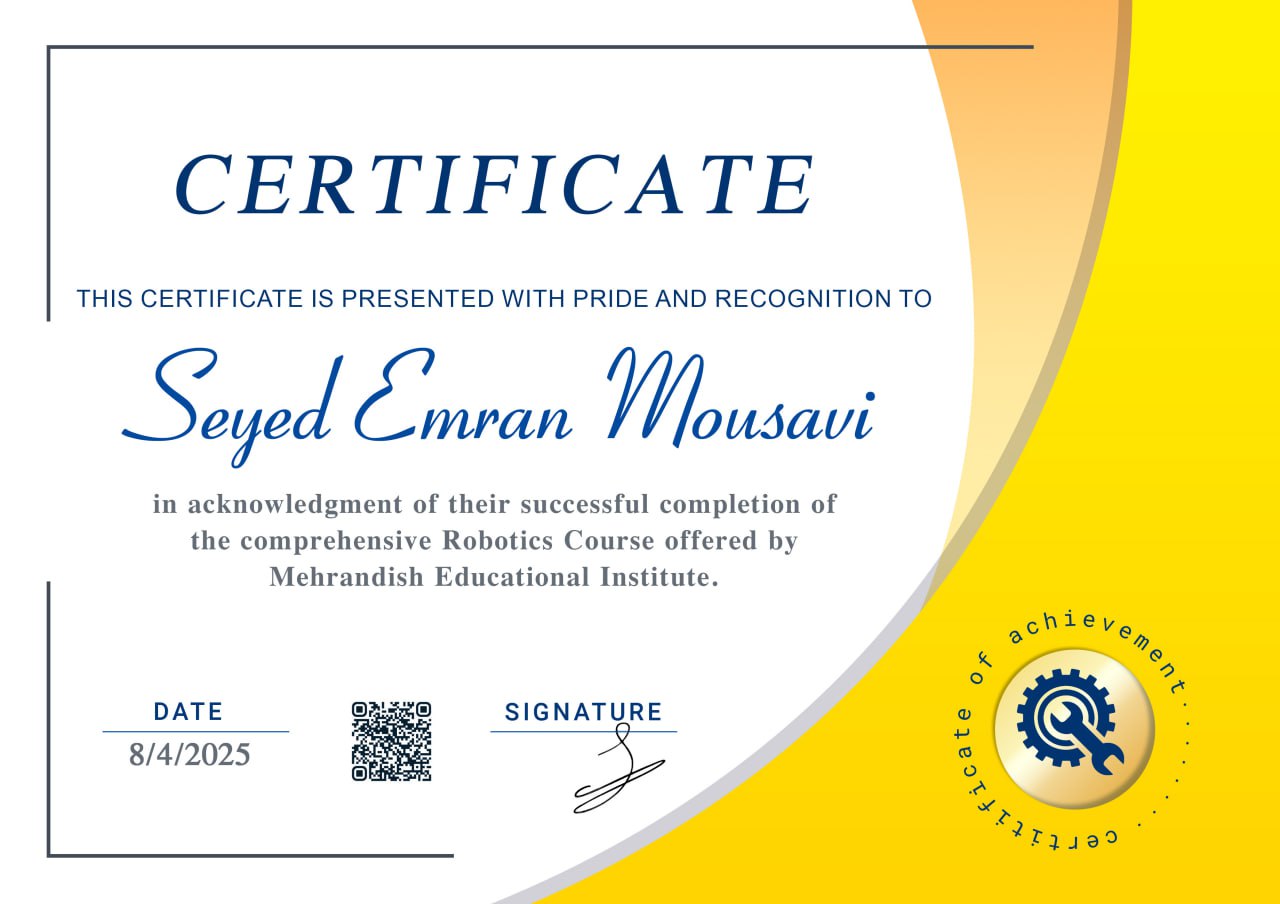 CERTIFICATE
THIS CERTIFICATE IS PRESENTED WITH PRIDE AND RECOGNITION TO
Seyed Emran Mousavi
in acknowledgment of their successful completion of
the comprehensive Robotics Course offered by
Mehrandish Educational Institute.
DATE
8/4/2025
SIGNATURE
certificate of achievement........